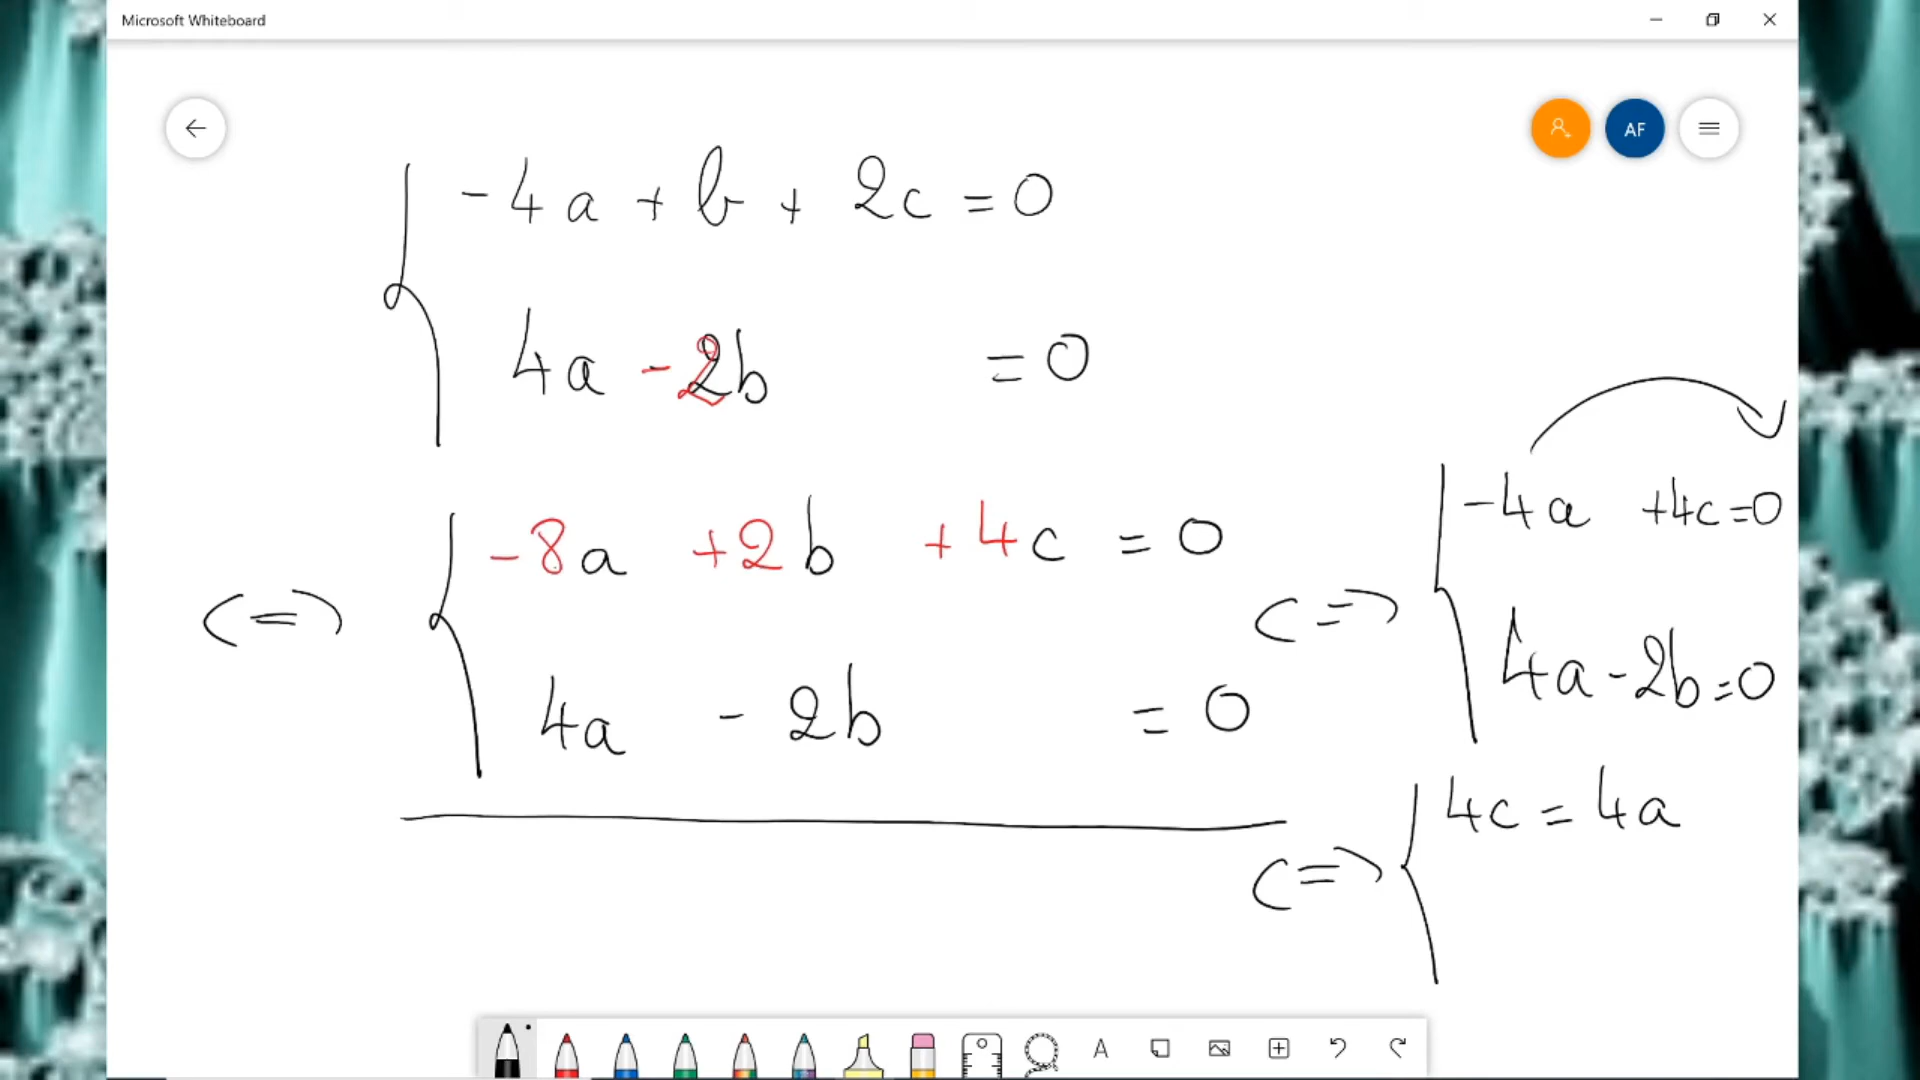 Microsoft Whiteboard
AF
-4a + b + 2c = 0
4a - 2b = 0
<=> -8a +2b +4c = 0
4a - 2b = 0
<=> -4a +4c=0
4a-2b=0
<=> 4c = 4a
A